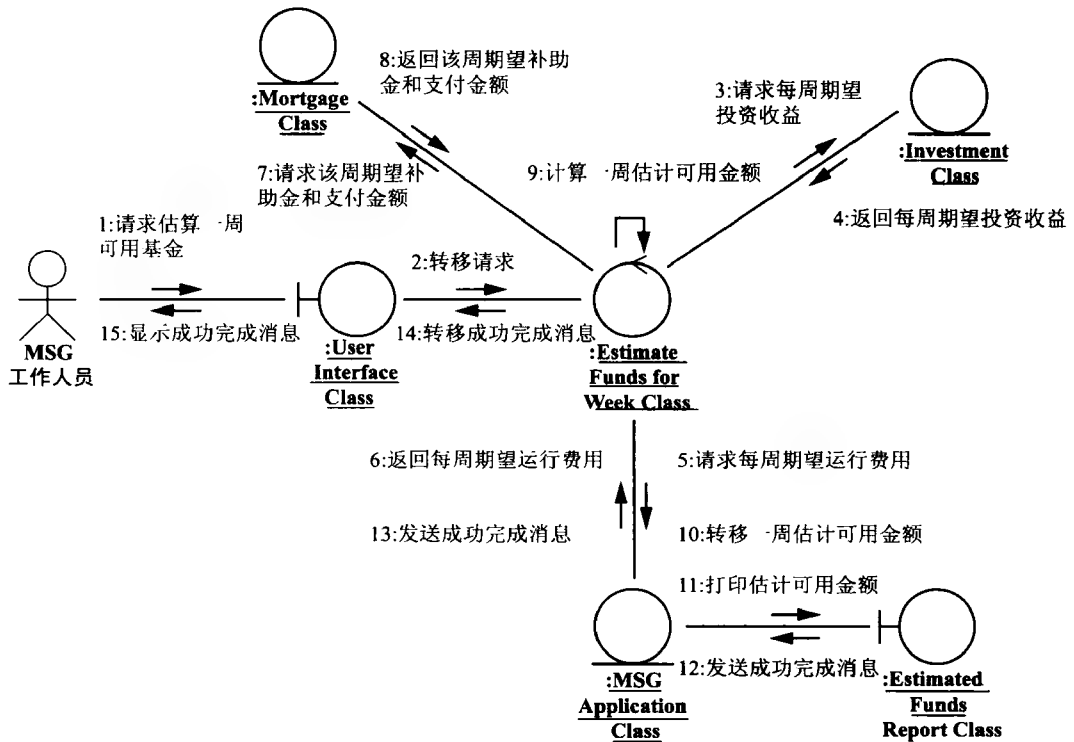 8:返回该周期望补助
金和支付金额
:Mortgage
Class
3:请求每周期望
投资收益
:Investment
Class
7:请求该周期望补
助金和支付金额
9:计算一周估计可用金额
4:返回每周期望投资收益
1:请求估算一周
可用基金
2:转移请求
15:显示成功完成消息
14:转移成功完成消息
MSG
工作人员
:User
Interface
Class
:Estimate
Funds for
Week Class
6:返回每周期望运行费用
5:请求每周期望运行费用
13:发送成功完成消息
10:转移一周估计可用金额
11:打印估计可用金额
12:发送成功完成消息
:MSG
Application
Class
:Estimated
Funds
Report Class